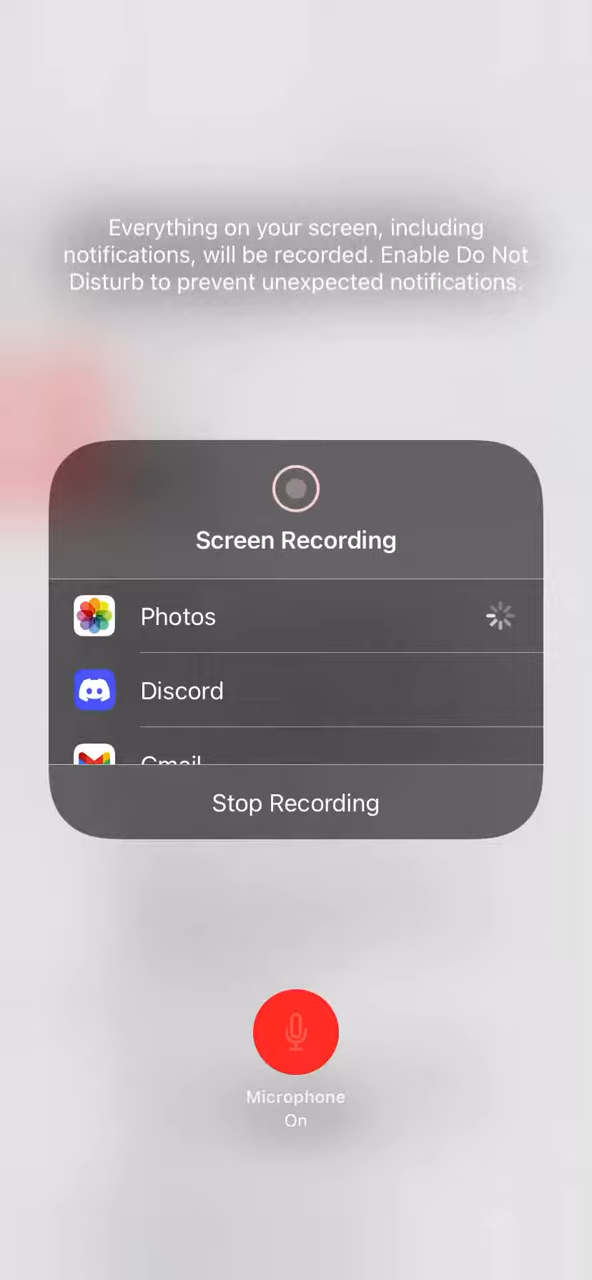 Everything on your screen, including
notifications, will be recorded. Enable Do Not
Disturb to prevent unexpected notifications.
Screen Recording
Photos
Discord
Gmail
Stop Recording
Microphone
On